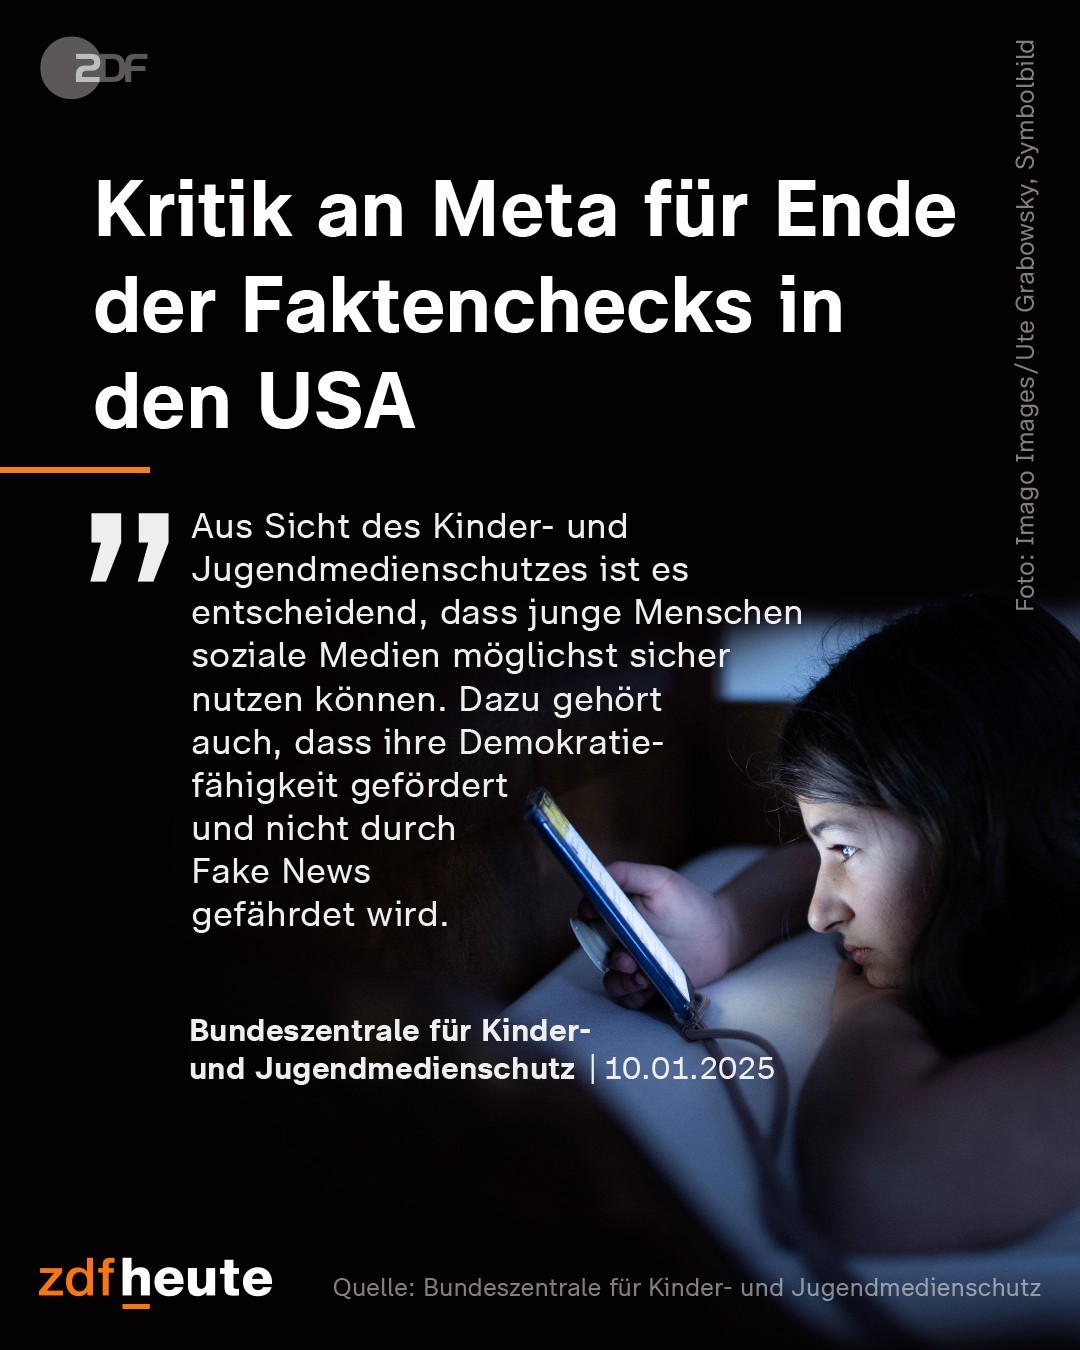 ZDF
Foto: Imago Images/Ute Grabowsky, Symbolbild
Kritik an Meta für Ende
der Faktenchecks in
den USA
” Aus Sicht des Kinder- und
Jugendmedienschutzes ist es
entscheidend, dass junge Menschen
soziale Medien möglichst sicher
nutzen können. Dazu gehört
auch, dass ihre Demokratie-
fähigkeit gefördert
und nicht durch
Fake News
gefährdet wird.
Bundeszentrale für Kinder-
und Jugendmedienschutz | 10.01.2025
zdfheute
Quelle: Bundeszentrale für Kinder- und Jugendmedienschutz